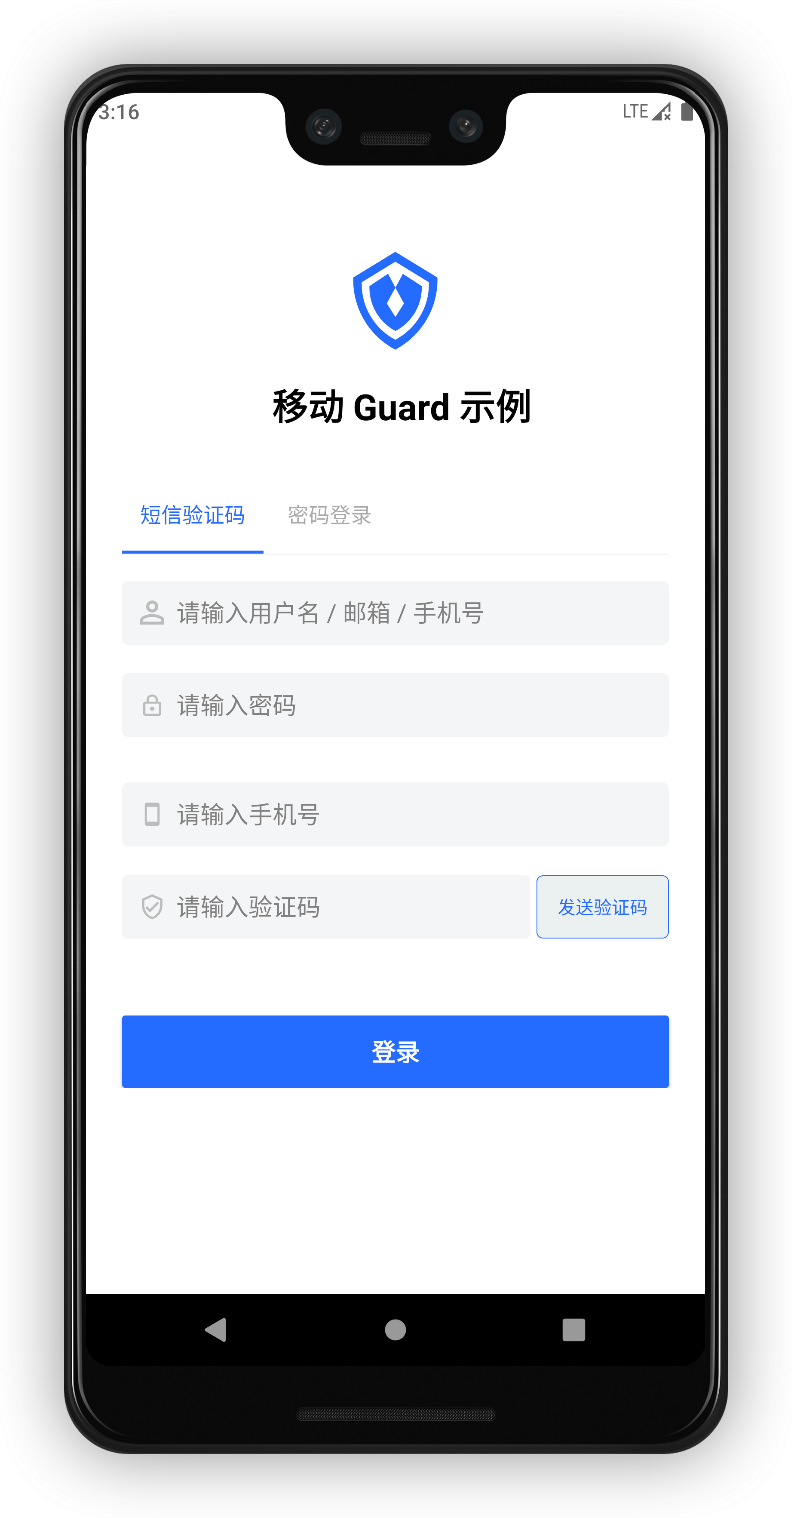 3:16
LTE
移动 Guard 示例
短信验证码 密码登录
请输入用户名 / 邮箱 / 手机号
请输入密码
请输入手机号
请输入验证码 发送验证码
登录